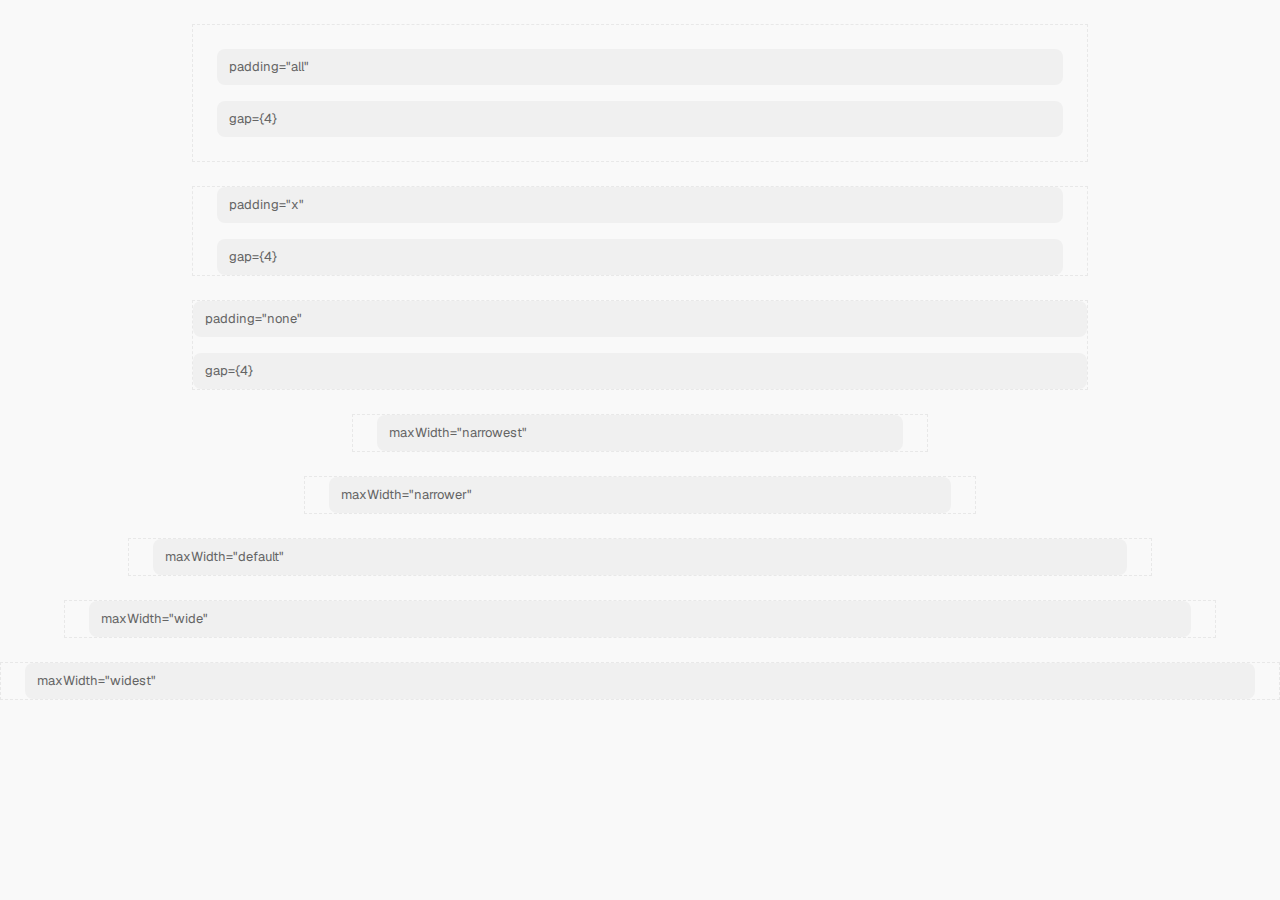 padding="all"
gap={4}
padding="x"
gap={4}
padding="none"
gap={4}
maxWidth="narrowest"
maxWidth="narrower"
maxWidth="default"
maxWidth="wide"
maxWidth="widest"